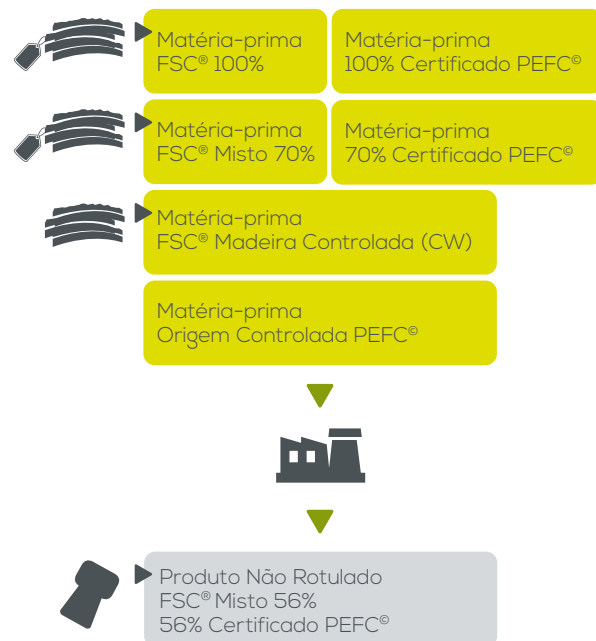 Matéria-prima
FSC® 100%
Matéria-prima
100% Certificado PEFC©
Matéria-prima
FSC® Misto 70%
Matéria-prima
70% Certificado PEFC©
Matéria-prima
FSC® Madeira Controlada (CW)
Matéria-prima
Origem Controlada PEFC©
Produto Não Rotulado
FSC® Misto 56%
56% Certificado PEFC©